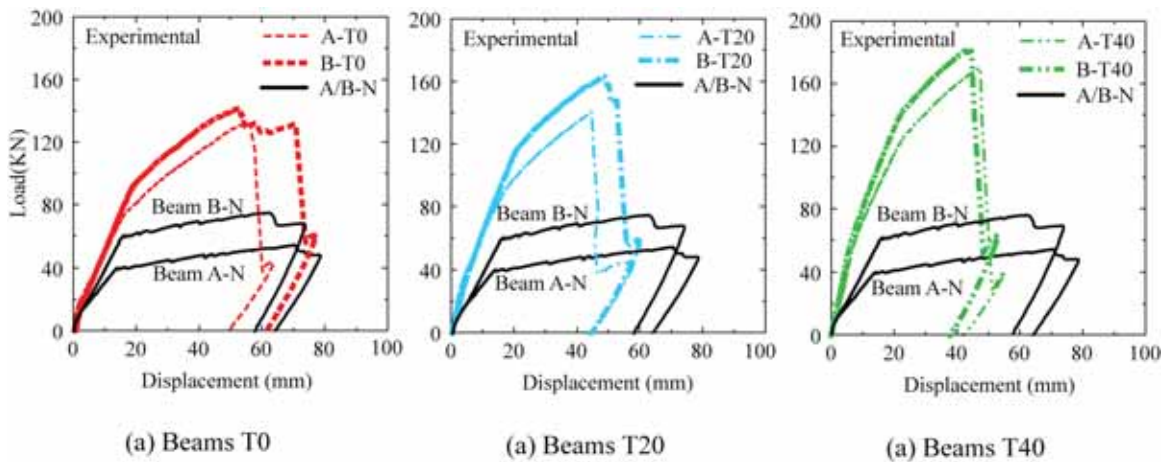 200
160
120
80
40
0
Load(KN)
Experimental
A-T0
B-T0
A/B-N
Beam B-N
Beam A-N
0 20 40 60 80 100
Displacement (mm)
(a) Beams T0
200
160
120
80
40
0
Experimental
A-T20
B-T20
A/B-N
Beam B-N
Beam A-N
0 20 40 60 80 100
Displacement (mm)
(a) Beams T20
200
160
120
80
40
0
Experimental
A-T40
B-T40
A/B-N
Beam B-N
Beam A-N
0 20 40 60 80 100
Displacement (mm)
(a) Beams T40